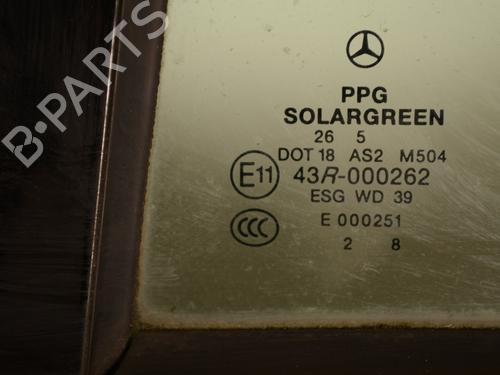 B-PARTS
PPG
SOLARGREEN
26 5
DOT 18 AS2 M504
E11 43R-000262
ESG WD 39
CCC E 000251
2 8